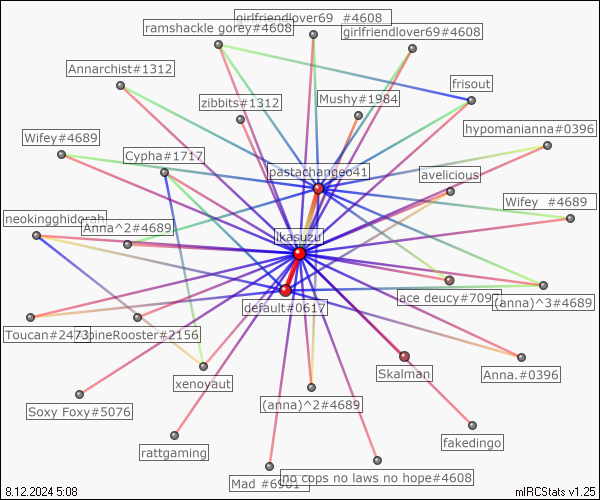 girlfriendlover69 #4608
ramshackle gorey#4608
girlfriendlover69#4608
Annarchist#1312
frisout
zibbits#1312
Mushy#1984
hypomanianna#0396
Wifey#4689
Cypha#1717
pastachangeo41
avelicious
Wifey #4689
neokingghidorah
Anna^2#4689
ikasuzu
ace deucy#709
(anna)^3#4689
default#0617
Toucan#2473
pineRooster#2156
Skalman
Anna.#0396
xenoyaut
(anna)^2#4689
Soxy Foxy#5076
fakedingo
rattgaming
no cops no laws no hope#4608
Mad #6901
8.12.2024 5:08
mIRCStats v1.25